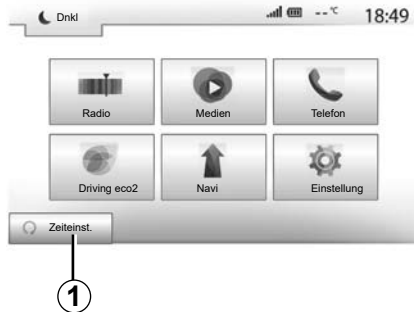 Dnkl
--°C 18:49
Radio
Medien
Telefon
Driving eco2
Navi
Einstellung
Zeiteinst.
1